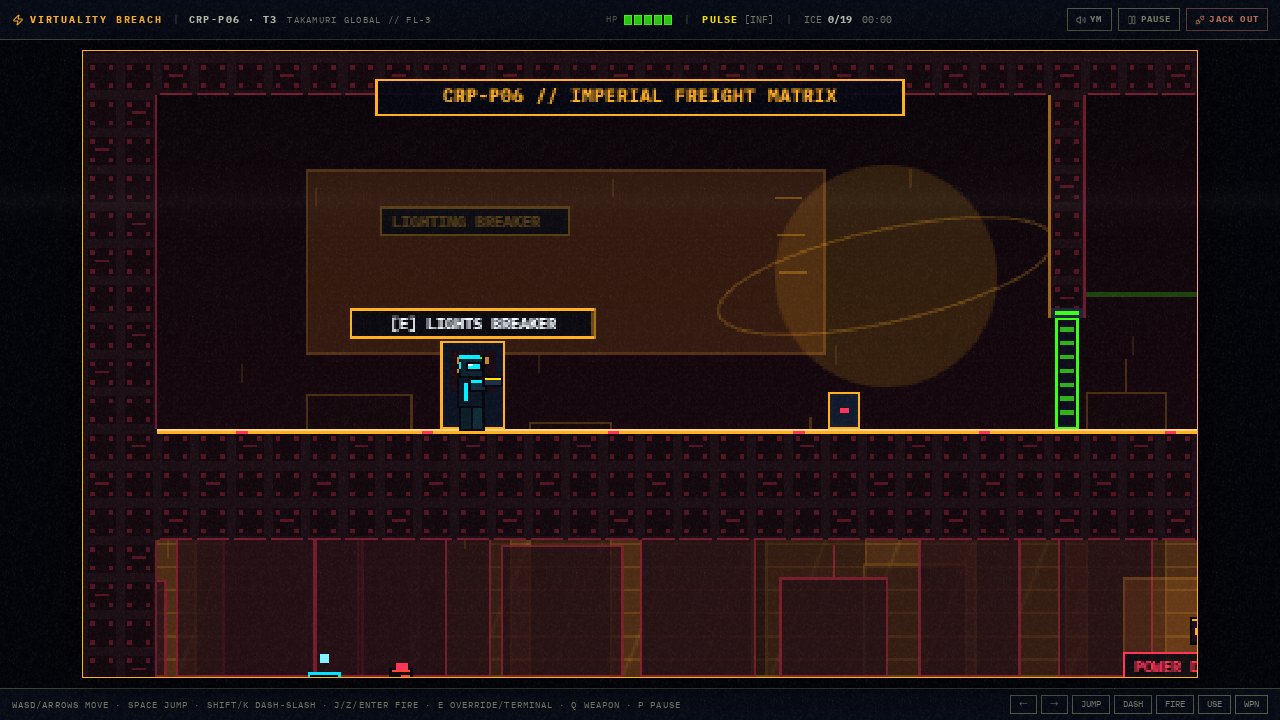 VIRTUALITY BREACH | CRP-P06 · T3 TAKAMURI GLOBAL // FL-3 HP | PULSE [INF] | ICE 0/19 00:00 YM PAUSE JACK OUT
CRP-P06 // IMPERIAL FREIGHT MATRIX
LIGHTING BREAKER
[E] LIGHTS BREAKER
POWER D
WASD/ARROWS MOVE · SPACE JUMP · SHIFT/K DASH-SLASH · J/Z/ENTER FIRE · E OVERRIDE/TERMINAL · Q WEAPON · P PAUSE ← → JUMP DASH FIRE USE WPN